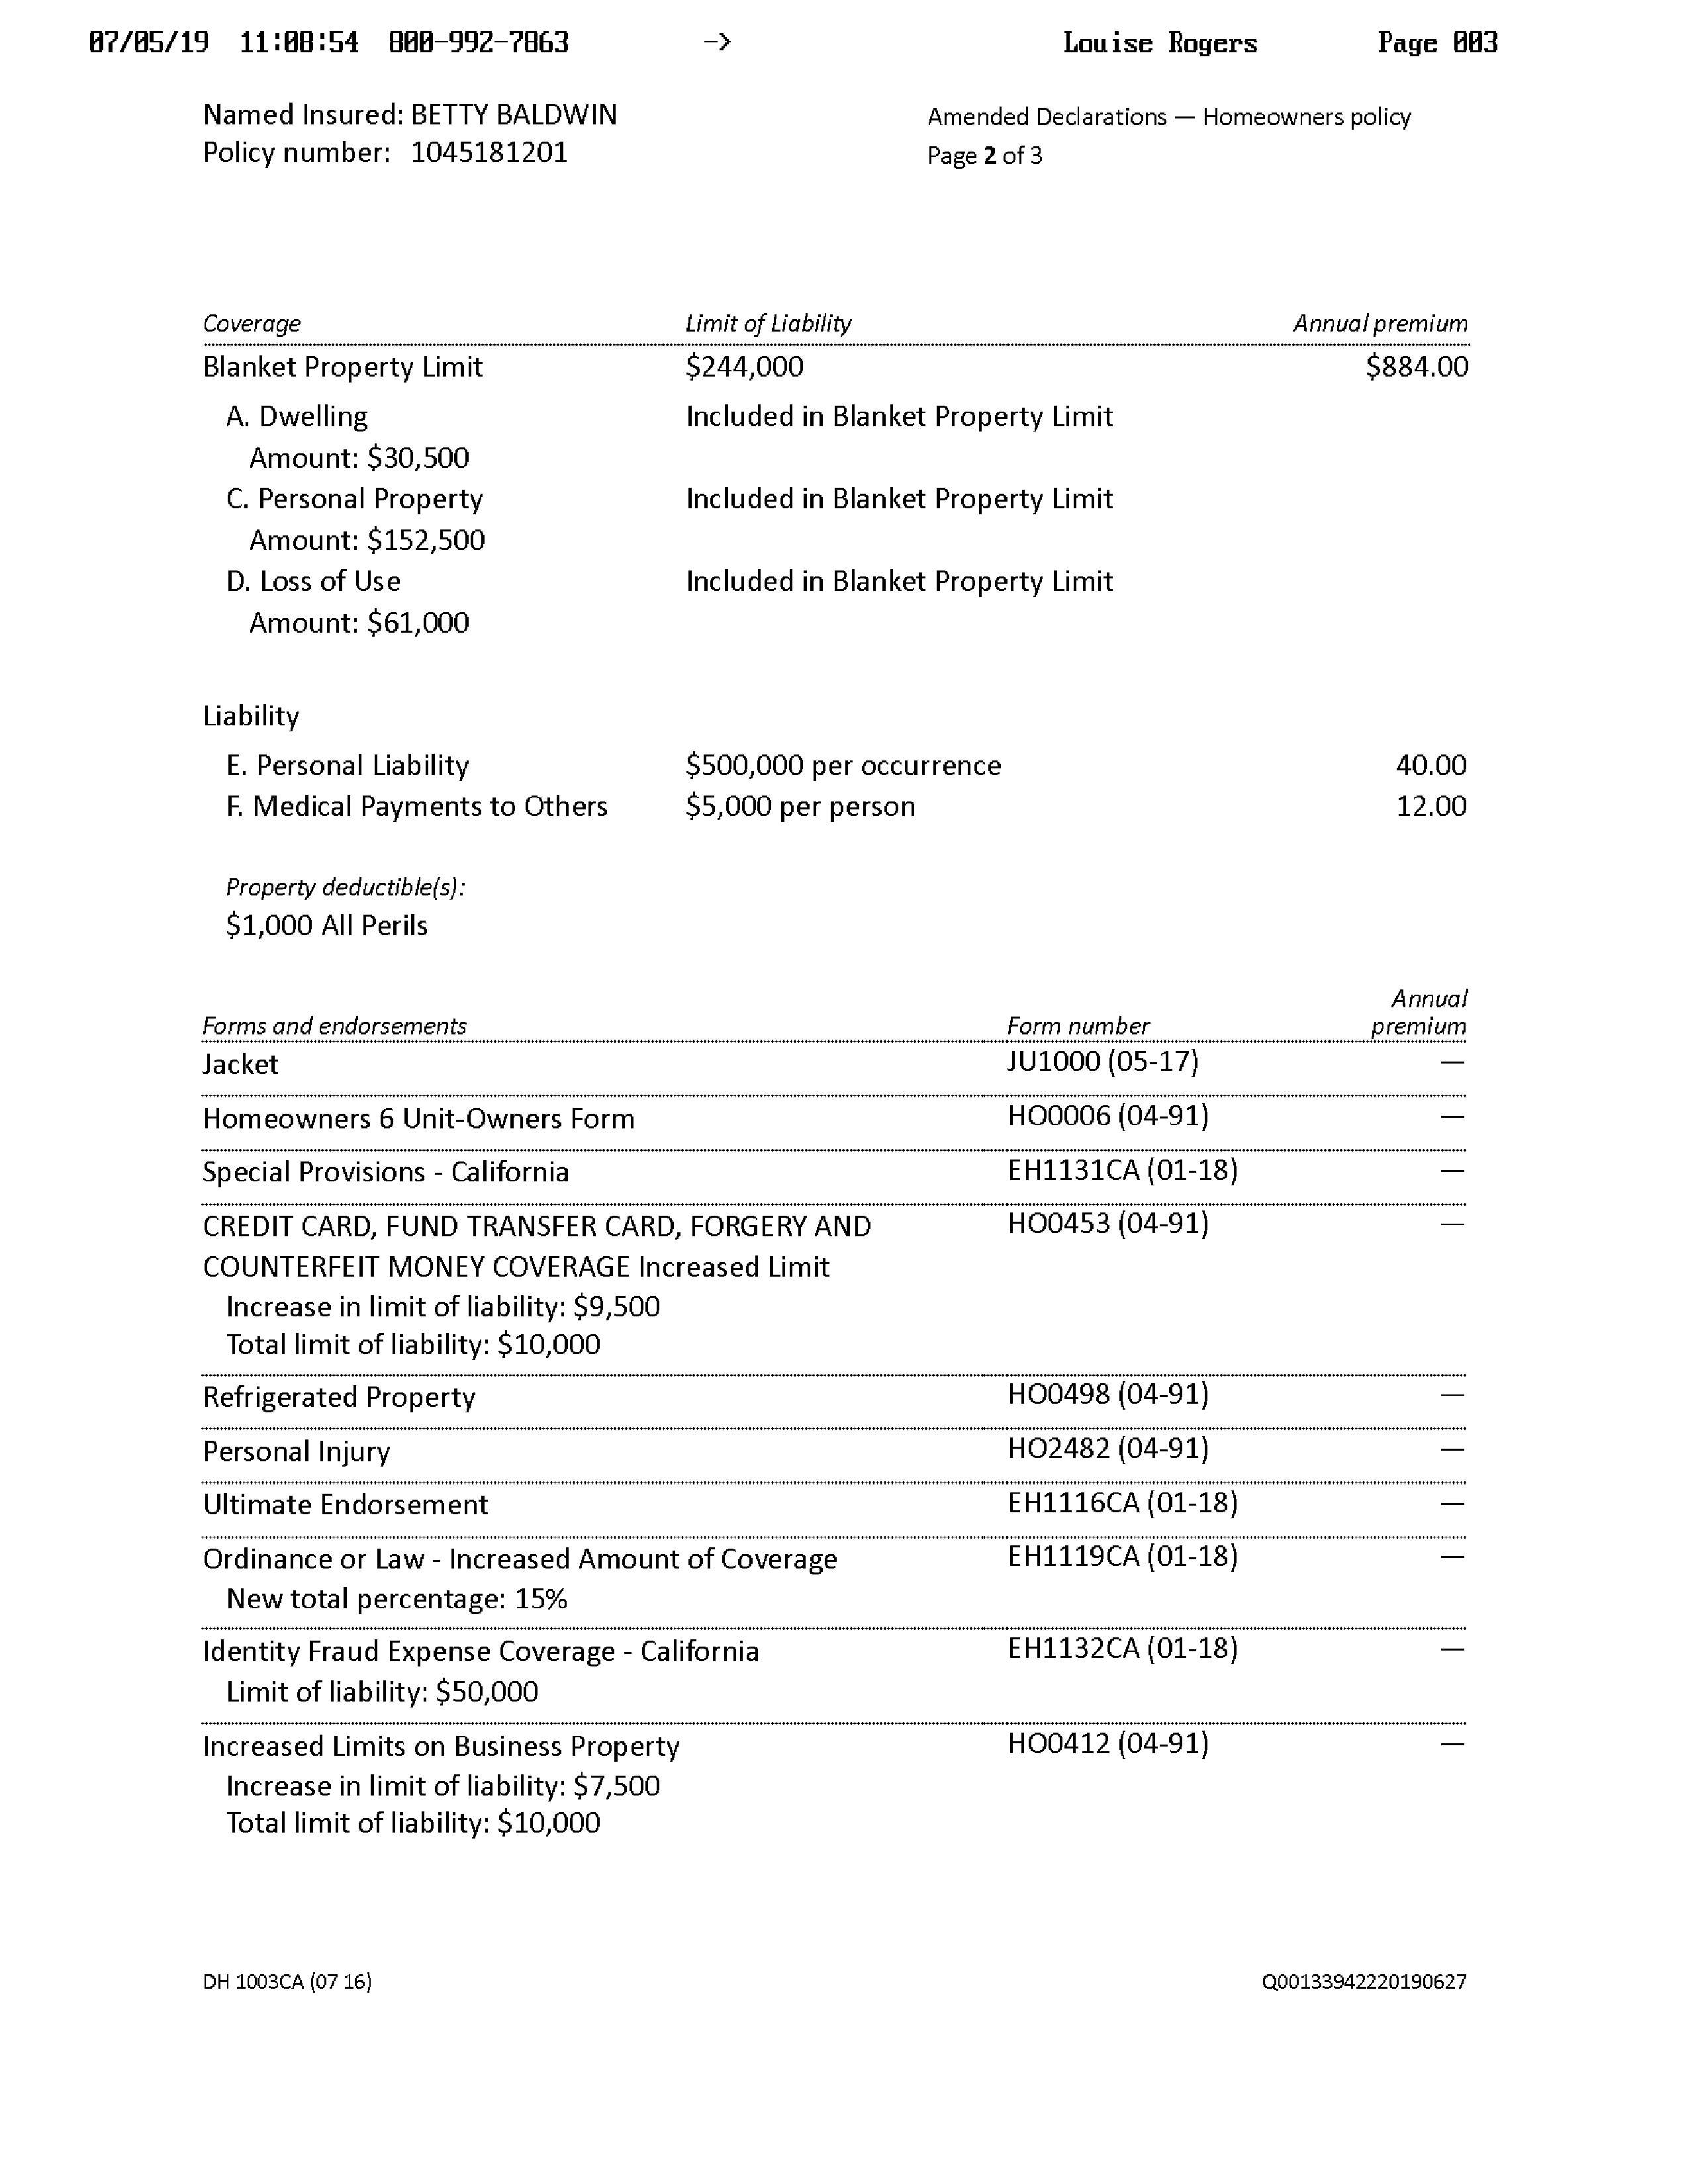 07/05/19 11:08:54 800-992-7863 -> Louise Rogers Page 003
Named Insured: BETTY BALDWIN Amended Declarations — Homeowners policy
Policy number: 1045181201 Page 2 of 3
Coverage Limit of Liability Annual premium
Blanket Property Limit $244,000 $884.00
A. Dwelling Included in Blanket Property Limit
Amount: $30,500
C. Personal Property Included in Blanket Property Limit
Amount: $152,500
D. Loss of Use Included in Blanket Property Limit
Amount: $61,000
Liability
E. Personal Liability $500,000 per occurrence 40.00
F. Medical Payments to Others $5,000 per person 12.00
Property deductible(s):
$1,000 All Perils
Annual
Forms and endorsements Form number premium
Jacket JU1000 (05-17) —
Homeowners 6 Unit-Owners Form HO0006 (04-91) —
Special Provisions - California EH1131CA (01-18) —
CREDIT CARD, FUND TRANSFER CARD, FORGERY AND HO0453 (04-91) —
COUNTERFEIT MONEY COVERAGE Increased Limit
Increase in limit of liability: $9,500
Total limit of liability: $10,000
Refrigerated Property HO0498 (04-91) —
Personal Injury HO2482 (04-91) —
Ultimate Endorsement EH1116CA (01-18) —
Ordinance or Law - Increased Amount of Coverage EH1119CA (01-18) —
New total percentage: 15%
Identity Fraud Expense Coverage - California EH1132CA (01-18) —
Limit of liability: $50,000
Increased Limits on Business Property HO0412 (04-91) —
Increase in limit of liability: $7,500
Total limit of liability: $10,000
DH 1003CA (07 16) Q00133942220190627